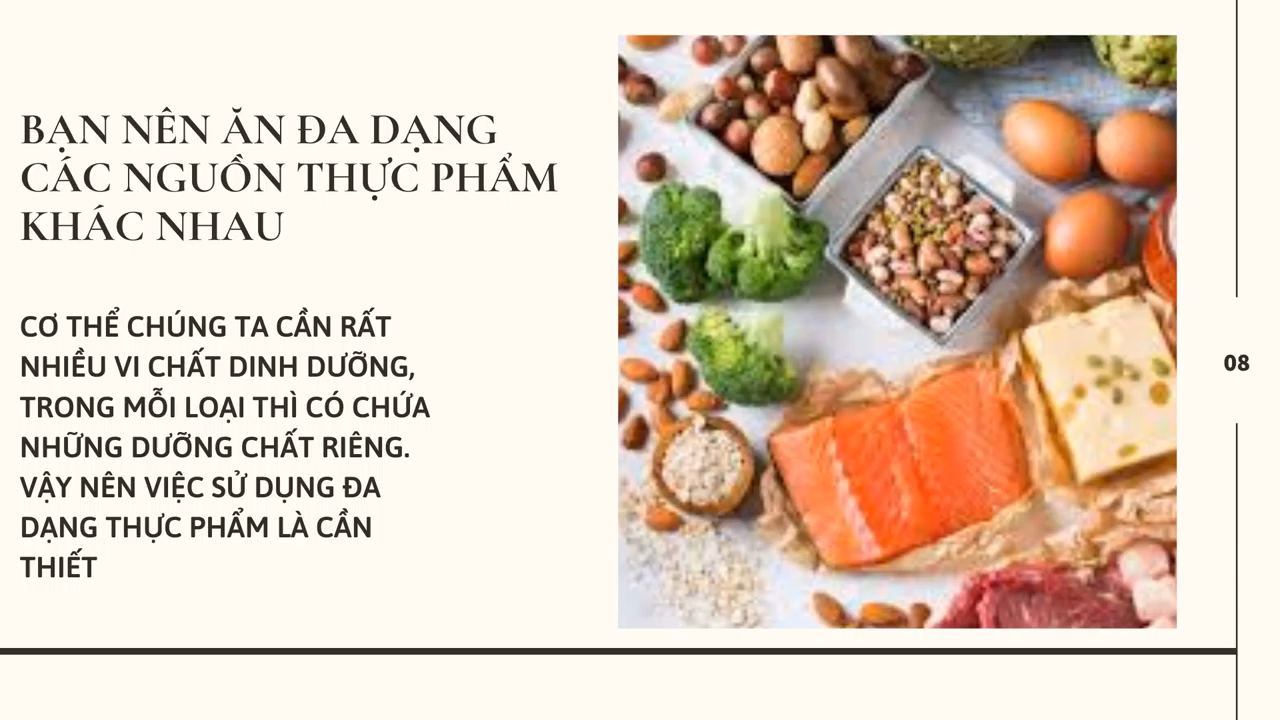 BẠN NÊN ĂN ĐA DẠNG
CÁC NGUỒN THỰC PHẨM
KHÁC NHAU
CƠ THỂ CHÚNG TA CẦN RẤT
NHIỀU VI CHẤT DINH DƯỠNG,
TRONG MỖI LOẠI THÌ CÓ CHỨA
NHỮNG DƯỠNG CHẤT RIÊNG.
VẬY NÊN VIỆC SỬ DỤNG ĐA
DẠNG THỰC PHẨM LÀ CẦN
THIẾT
08